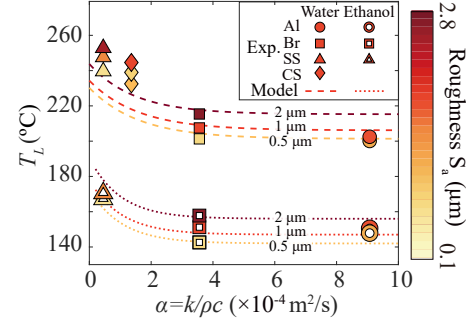 Water Ethanol
Al
Exp. Br
SS
CS
Model
260
220
180
140
T_L (ºC)
2 μm
1 μm
0.5 μm
2 μm
1 μm
0.5 μm
0 2 4 6 8 10
α=k/ρc (×10⁻⁴ m²/s)
2.8
Roughness Sₐ (μm)
0.1